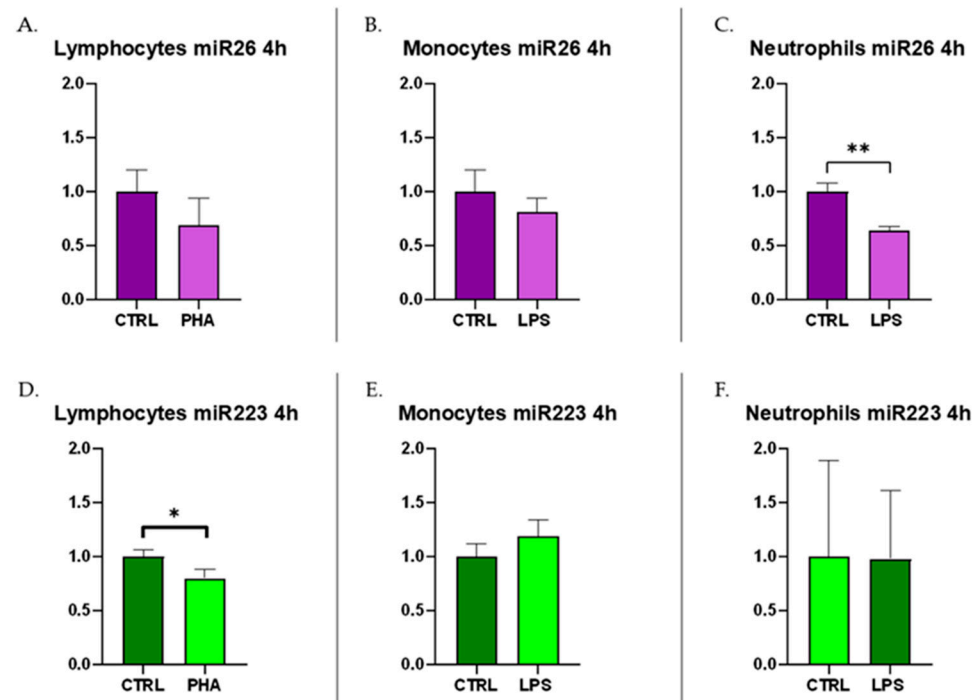 A.
Lymphocytes miR26 4h
2.0
1.5
1.0
0.5
0.0
CTRL PHA
B.
Monocytes miR26 4h
2.0
1.5
1.0
0.5
0.0
CTRL LPS
C.
Neutrophils miR26 4h
2.0
1.5
**
1.0
0.5
0.0
CTRL LPS
D.
Lymphocytes miR223 4h
2.0
1.5
*
1.0
0.5
0.0
CTRL PHA
E.
Monocytes miR223 4h
2.0
1.5
1.0
0.5
0.0
CTRL LPS
F.
Neutrophils miR223 4h
2.0
1.5
1.0
0.5
0.0
CTRL LPS